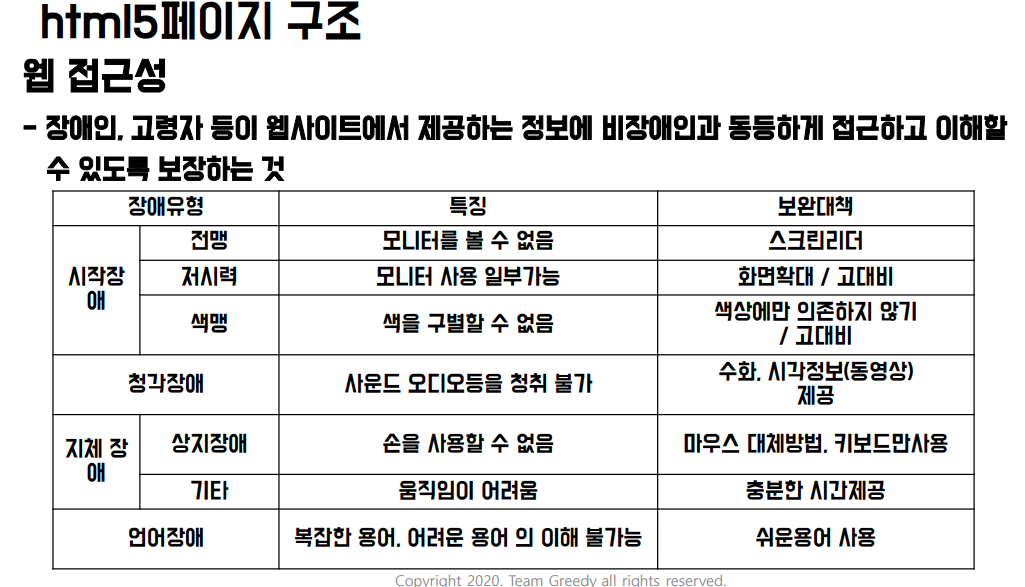 html5페이지 구조
웹 접근성
- 장애인, 고령자 등이 웹사이트에서 제공하는 정보에 비장애인과 동등하게 접근하고 이해할
수 있도록 보장하는 것
장애유형 특징 보완대책
시작장
애
전맹 모니터를 볼 수 없음 스크린리더
저시력 모니터 사용 일부가능 화면확대 / 고대비
색맹 색을 구별할 수 없음 색상에만 의존하지 않기
/ 고대비
청각장애 사운드 오디오등을 청취 불가 수화, 시각정보(동영상)
제공
지체 장
애
상지장애 손을 사용할 수 없음 마우스 대체방법, 키보드만사용
기타 움직임이 어려움 충분한 시간제공
언어장애 복잡한 용어, 어려운 용어 의 이해 불가능 쉬운용어 사용
Copyright 2020. Team Greedy all rights reserved.